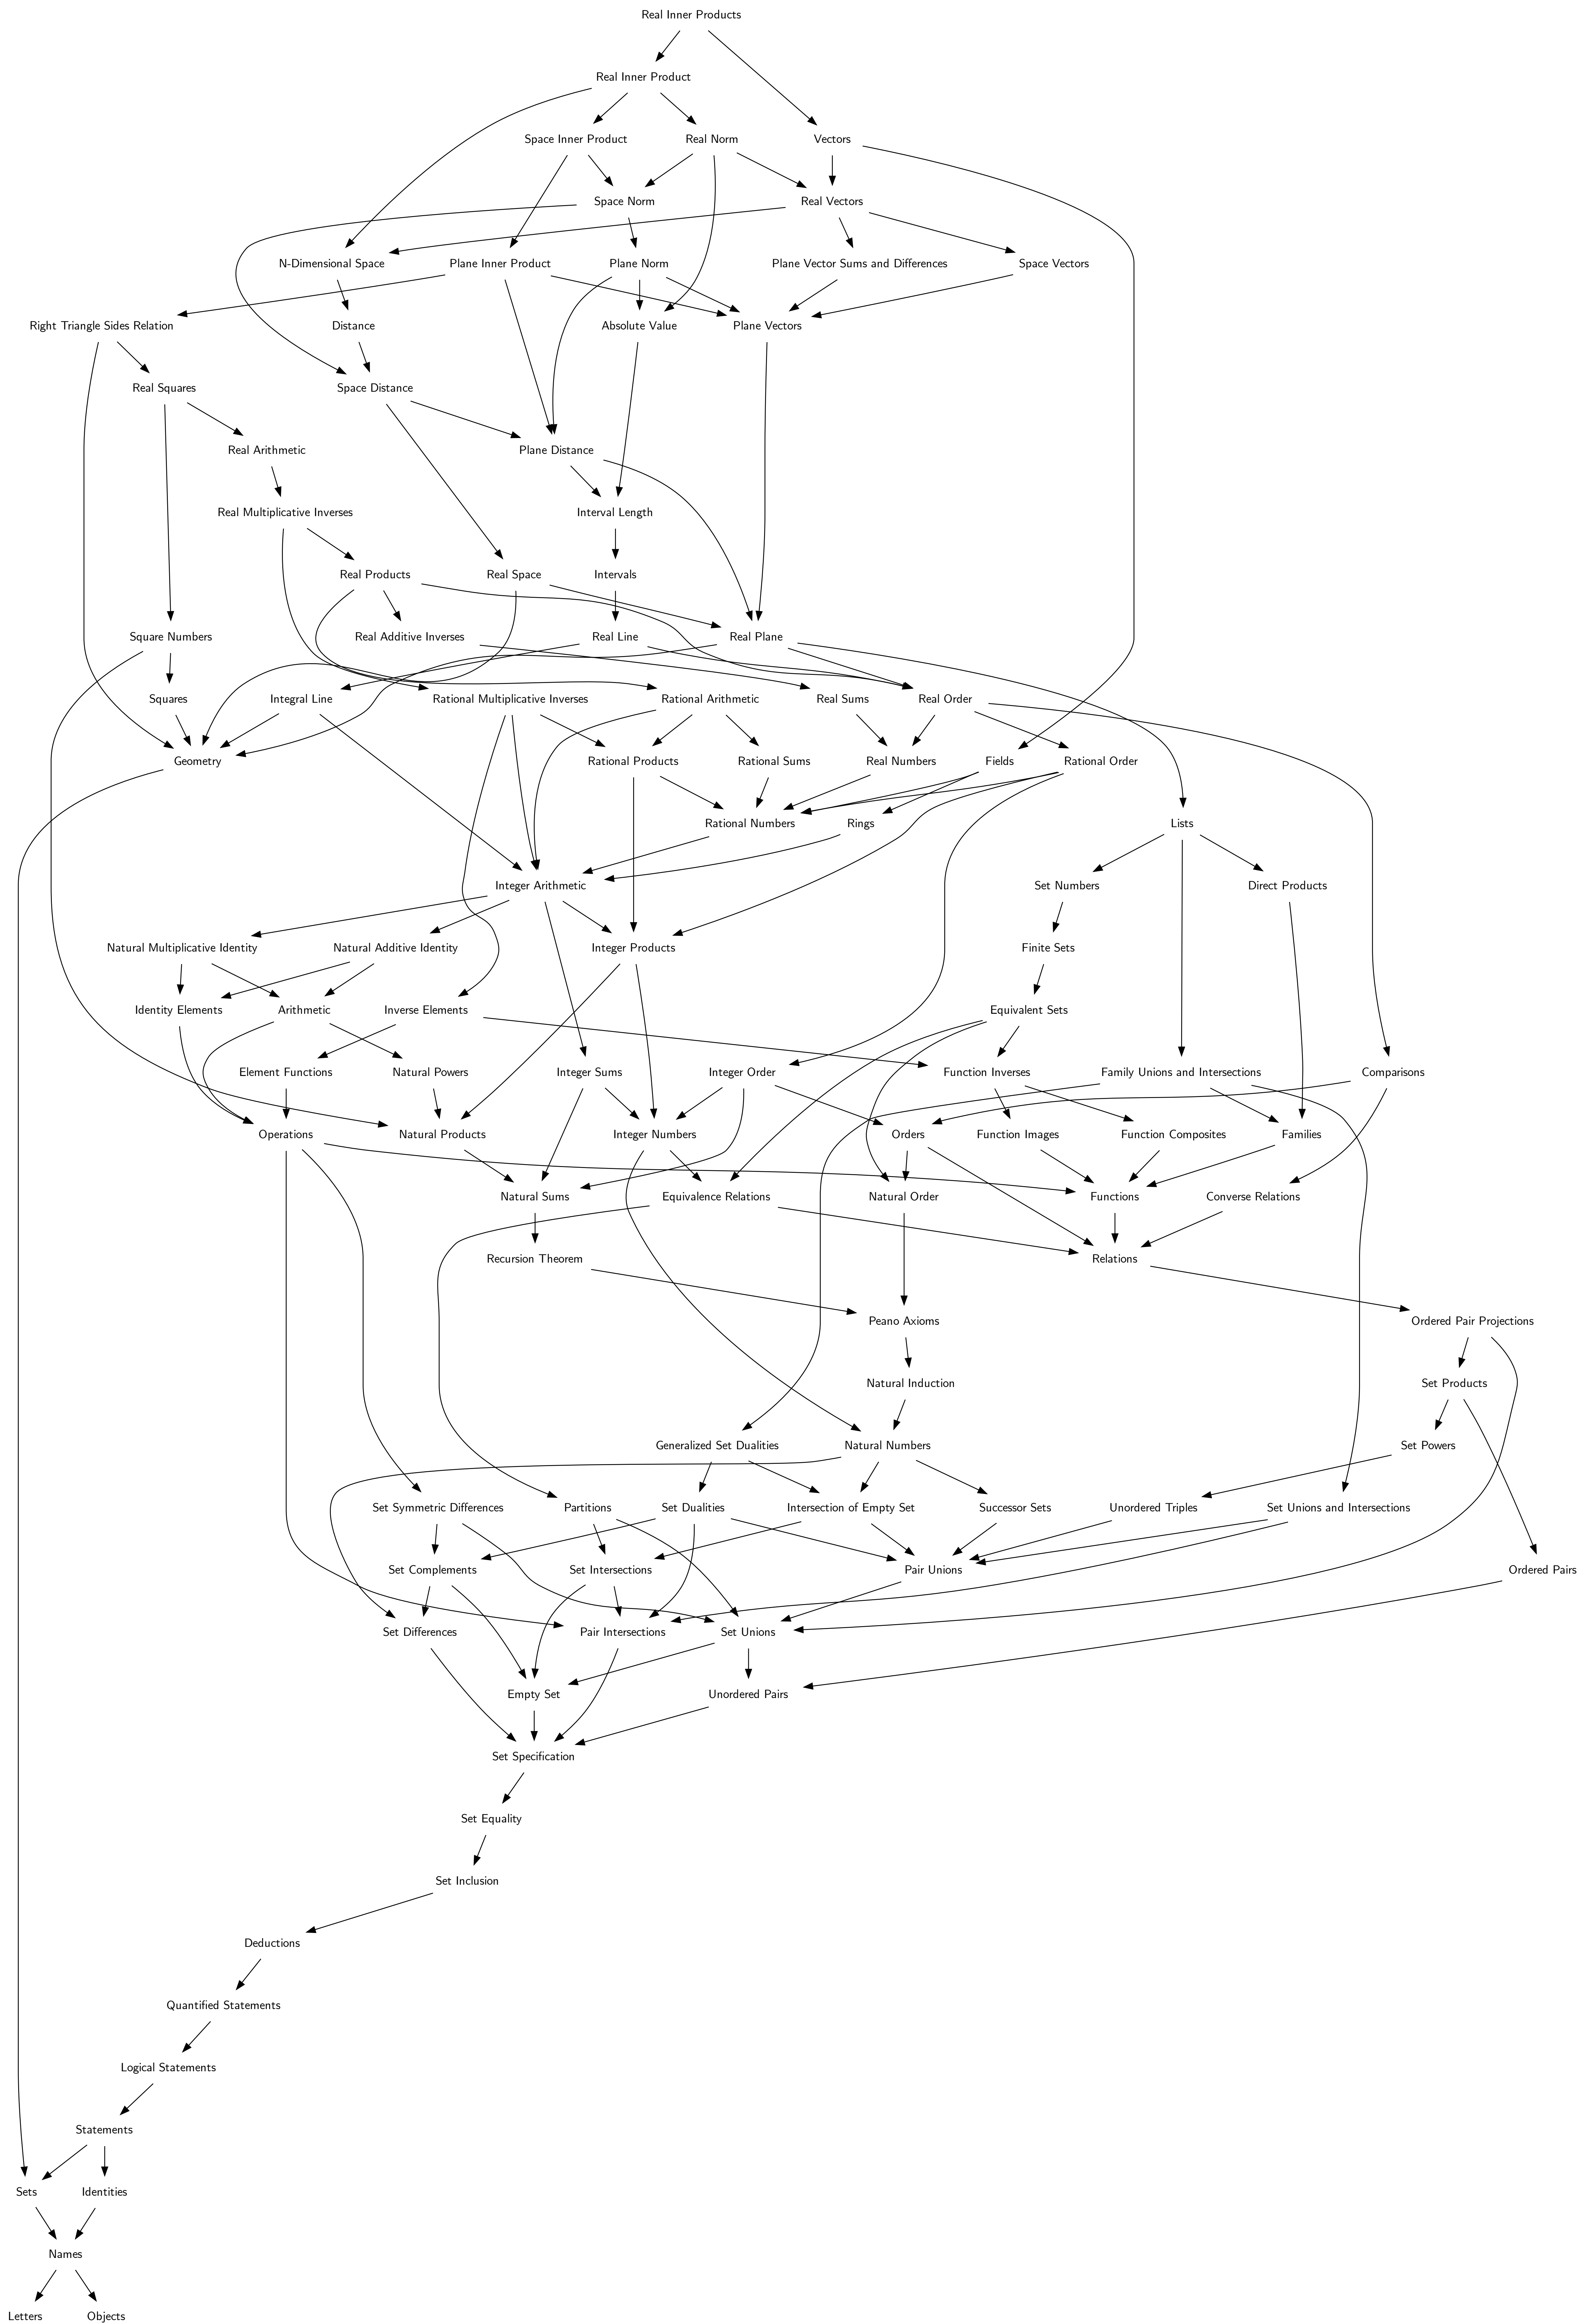 Real Inner Products
Real Inner Product
Space Inner Product
Real Norm
Vectors
Space Norm
Real Vectors
N-Dimensional Space
Plane Inner Product
Plane Norm
Plane Vector Sums and Differences
Space Vectors
Right Triangle Sides Relation
Distance
Absolute Value
Plane Vectors
Real Squares
Space Distance
Real Arithmetic
Plane Distance
Real Multiplicative Inverses
Interval Length
Real Products
Real Space
Intervals
Square Numbers
Real Additive Inverses
Real Line
Real Plane
Squares
Integral Line
Rational Multiplicative Inverses
Rational Arithmetic
Real Sums
Real Order
Geometry
Rational Products
Rational Sums
Real Numbers
Fields
Rational Order
Rational Numbers
Rings
Lists
Integer Arithmetic
Set Numbers
Direct Products
Natural Multiplicative Identity
Natural Additive Identity
Integer Products
Finite Sets
Identity Elements
Arithmetic
Inverse Elements
Equivalent Sets
Element Functions
Natural Powers
Integer Sums
Integer Order
Function Inverses
Family Unions and Intersections
Comparisons
Operations
Natural Products
Integer Numbers
Orders
Function Images
Function Composites
Families
Natural Sums
Equivalence Relations
Natural Order
Functions
Converse Relations
Recursion Theorem
Relations
Peano Axioms
Ordered Pair Projections
Natural Induction
Set Products
Generalized Set Dualities
Natural Numbers
Set Powers
Set Symmetric Differences
Partitions
Set Dualities
Intersection of Empty Set
Successor Sets
Unordered Triples
Set Unions and Intersections
Set Complements
Set Intersections
Pair Unions
Ordered Pairs
Set Differences
Pair Intersections
Set Unions
Empty Set
Unordered Pairs
Set Specification
Set Equality
Set Inclusion
Deductions
Quantified Statements
Logical Statements
Statements
Sets
Identities
Names
Letters
Objects